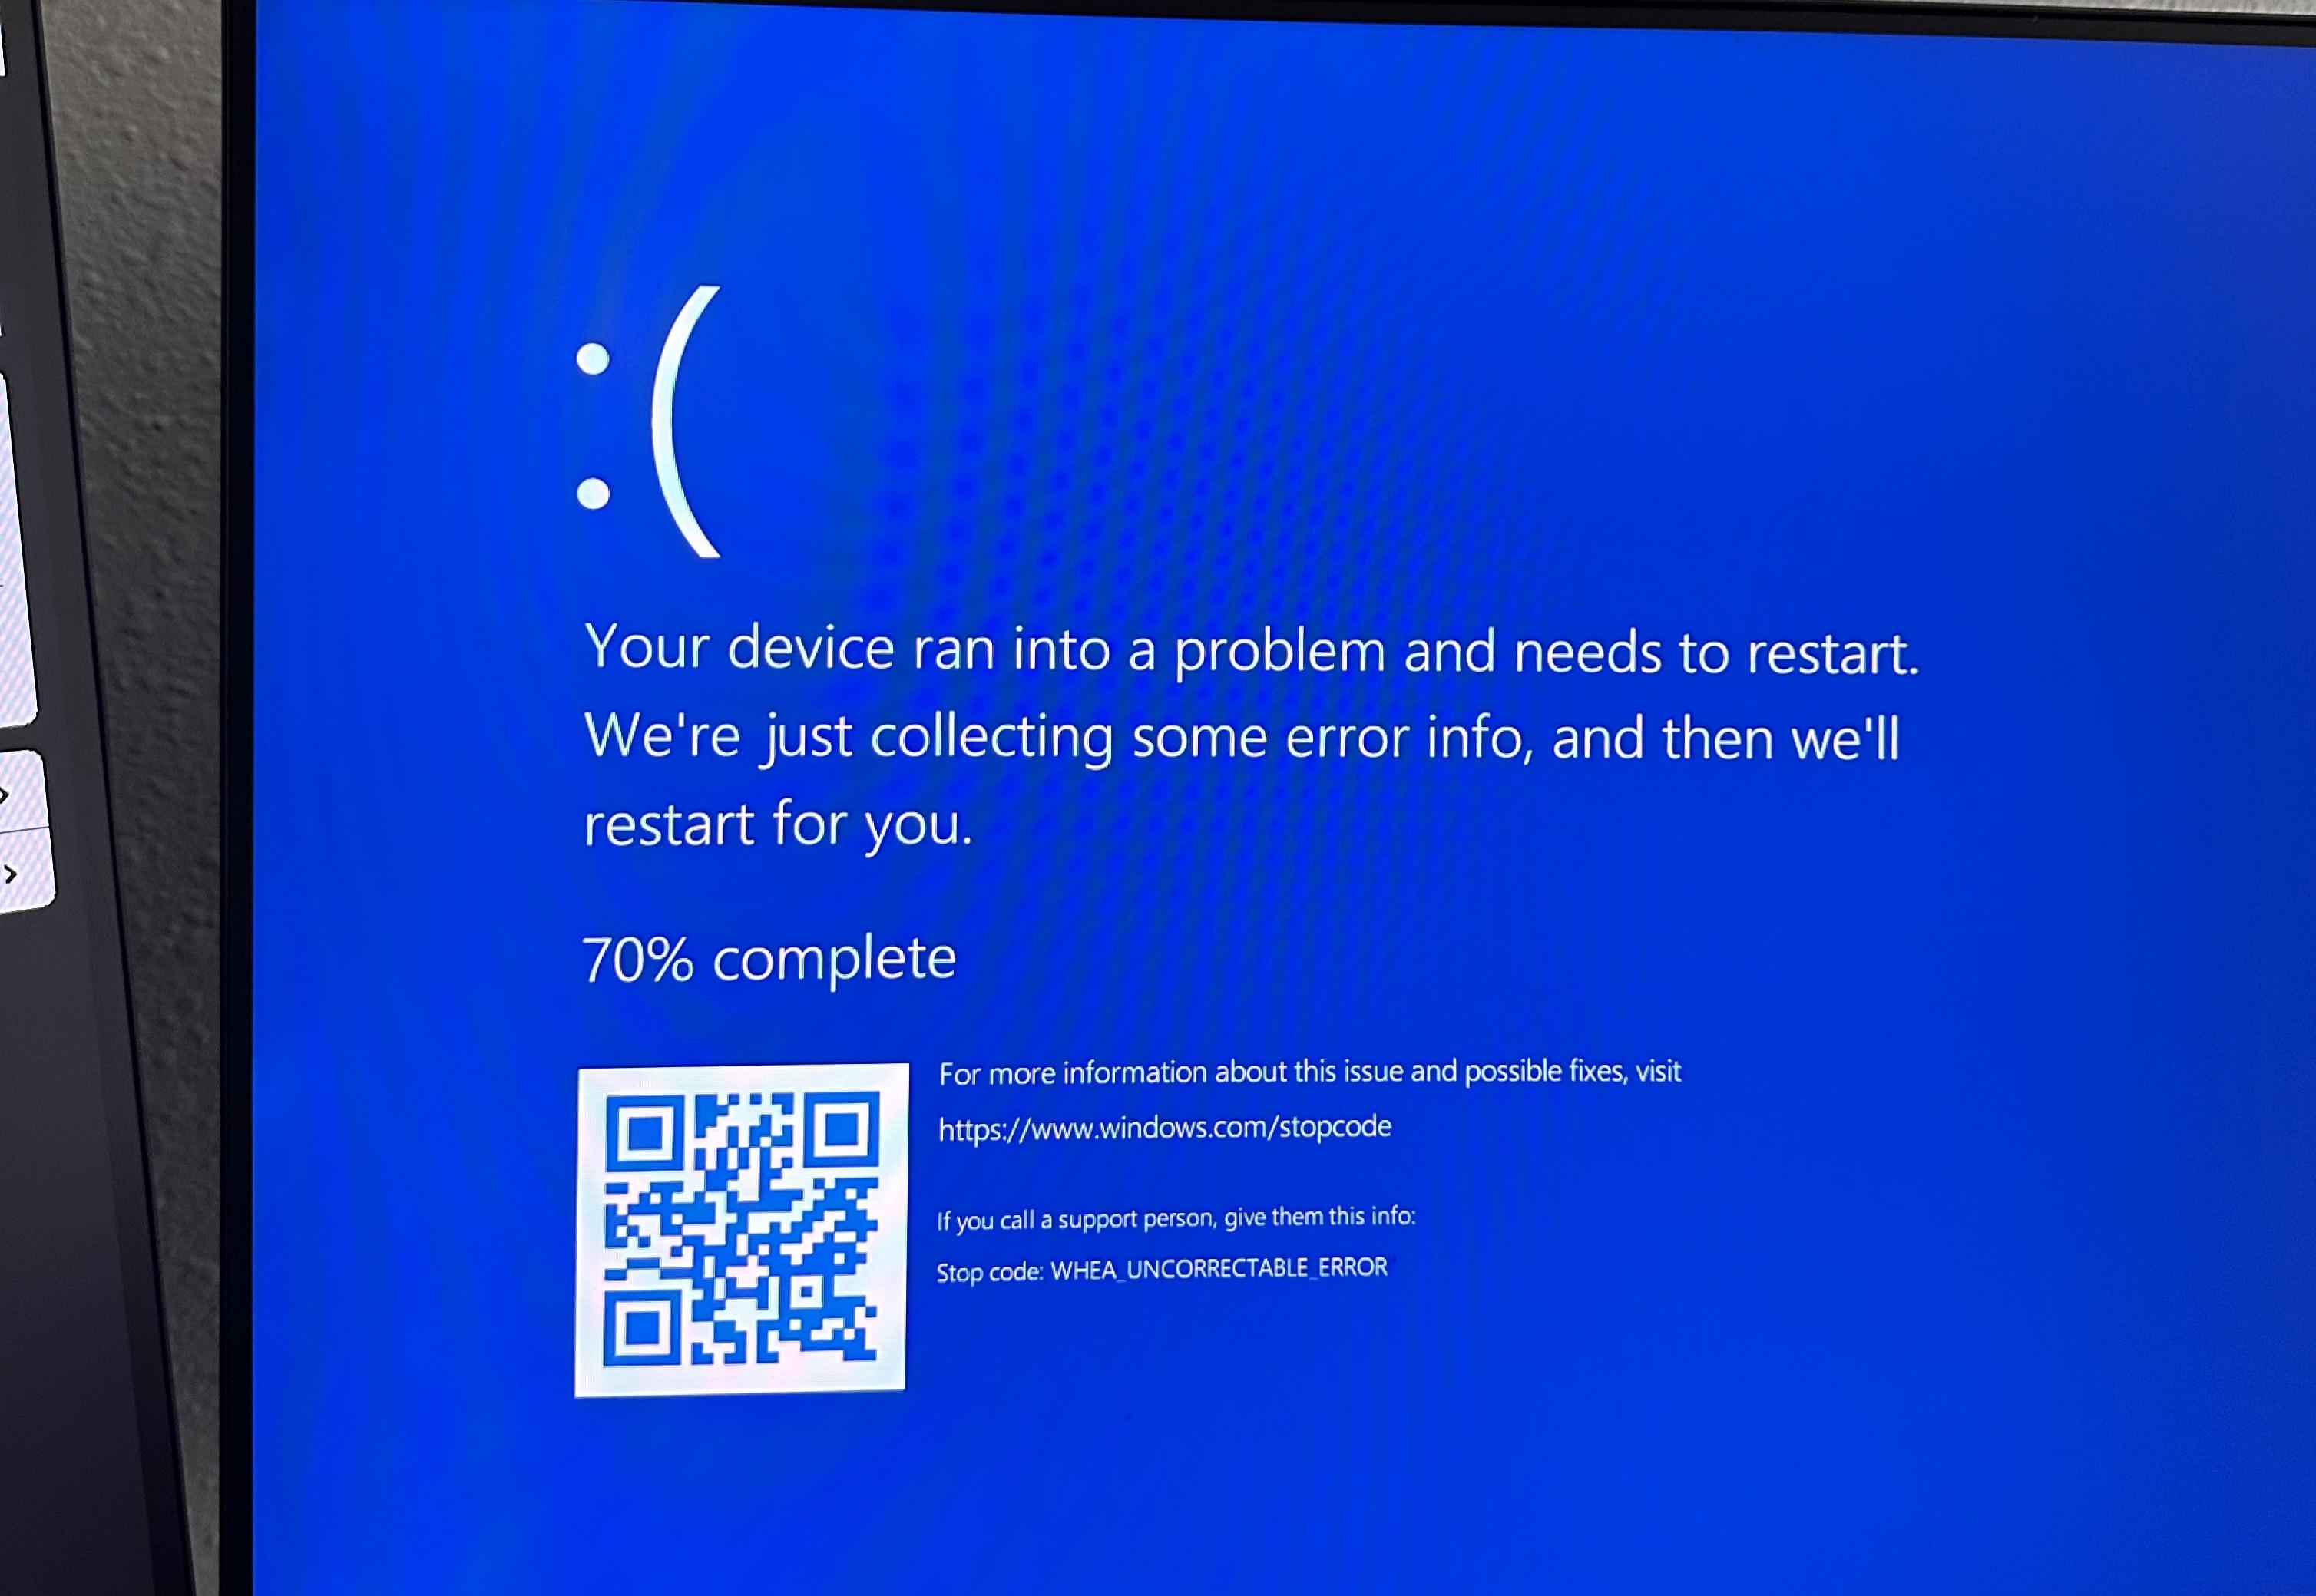 :(
Your device ran into a problem and needs to restart.
We're just collecting some error info, and then we'll
restart for you.
70% complete
For more information about this issue and possible fixes, visit
https://www.windows.com/stopcode
If you call a support person, give them this info:
Stop code: WHEA_UNCORRECTABLE_ERROR